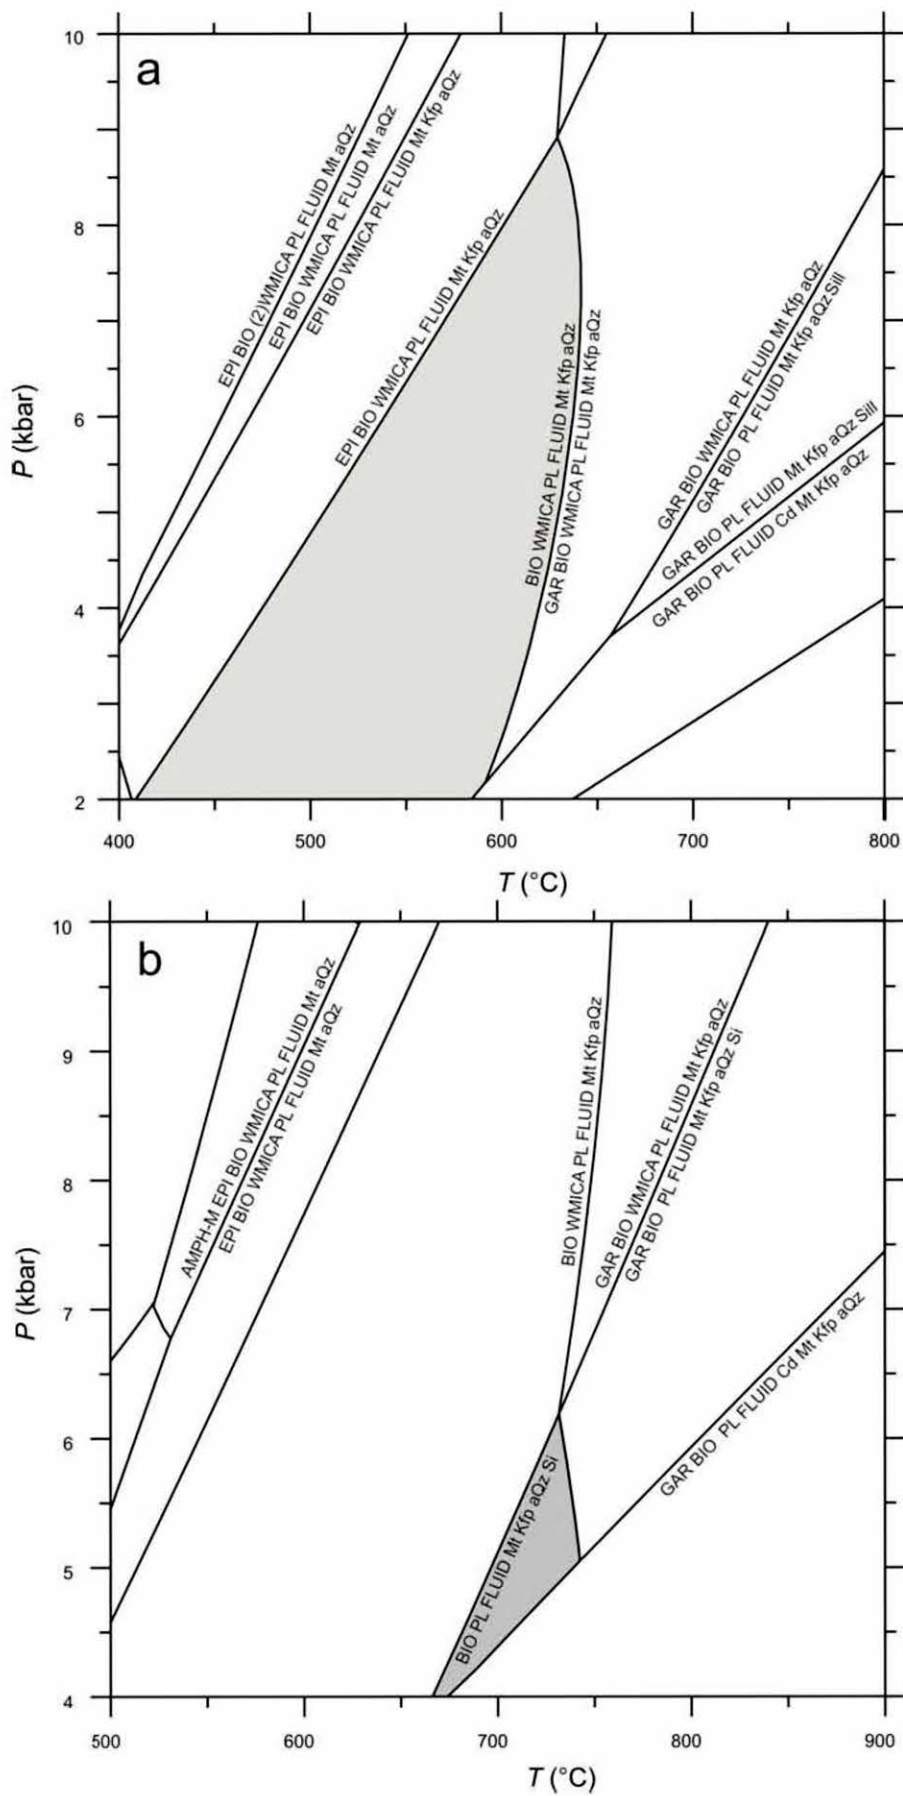 a
10
8
6
4
2
P (kbar)
EPI BIO (2)WMICA PL FLUID Mt aQz
EPI BIO WMICA PL FLUID Mt aQz
EPI BIO WMICA PL FLUID Mt Kfp aQz
EPI BIO WMICA PL FLUID Mt Kfp aQz
BIO WMICA PL FLUID Mt Kfp aQz
GAR BIO WMICA PL FLUID Mt Kfp aQz
GAR BIO WMICA PL FLUID Mt Kfp aQz
GAR BIO PL FLUID Mt Kfp aQz Sill
GAR BIO PL FLUID Mt Kfp aQz Sill
GAR BIO PL FLUID Cd Mt Kfp aQz
400 500 600 700 800
T (°C)
b
10
9
8
7
6
5
4
P (kbar)
AMPH-M EPI BIO WMICA PL FLUID Mt aQz
EPI BIO WMICA PL FLUID Mt aQz
BIO WMICA PL FLUID Mt Kfp aQz
GAR BIO WMICA PL FLUID Mt Kfp aQz
GAR BIO PL FLUID Mt Kfp aQz Si
BIO PL FLUID Mt Kfp aQz Si
GAR BIO PL FLUID Cd Mt Kfp aQz
500 600 700 800 900
T (°C)